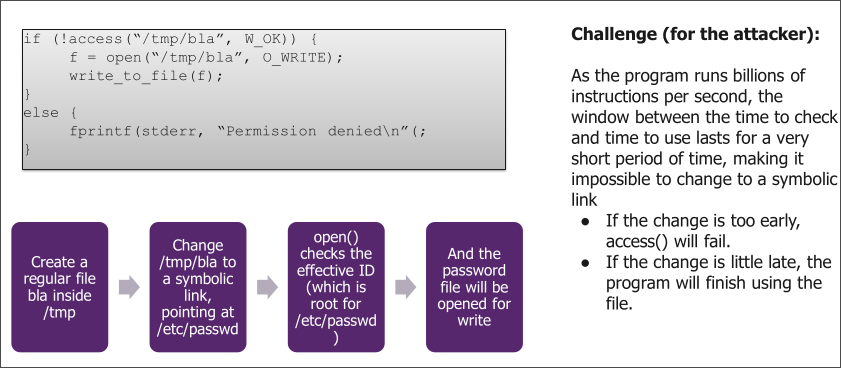 if (!access(“/tmp/bla”, W_OK)) {
f = open(“/tmp/bla”, O_WRITE);
write_to_file(f);
}
else {
fprintf(stderr, “Permission denied\n”(;
}
Challenge (for the attacker):
As the program runs billions of
instructions per second, the
window between the time to check
and time to use lasts for a very
short period of time, making it
impossible to change to a symbolic
link
● If the change is too early,
access() will fail.
● If the change is little late, the
program will finish using the
file.
Create a
regular file
bla inside
/tmp
Change
/tmp/bla to
a symbolic
link,
pointing at
/etc/passwd
open()
checks the
effective ID
(which is
root for
/etc/passwd
)
And the
password
file will be
opened for
write